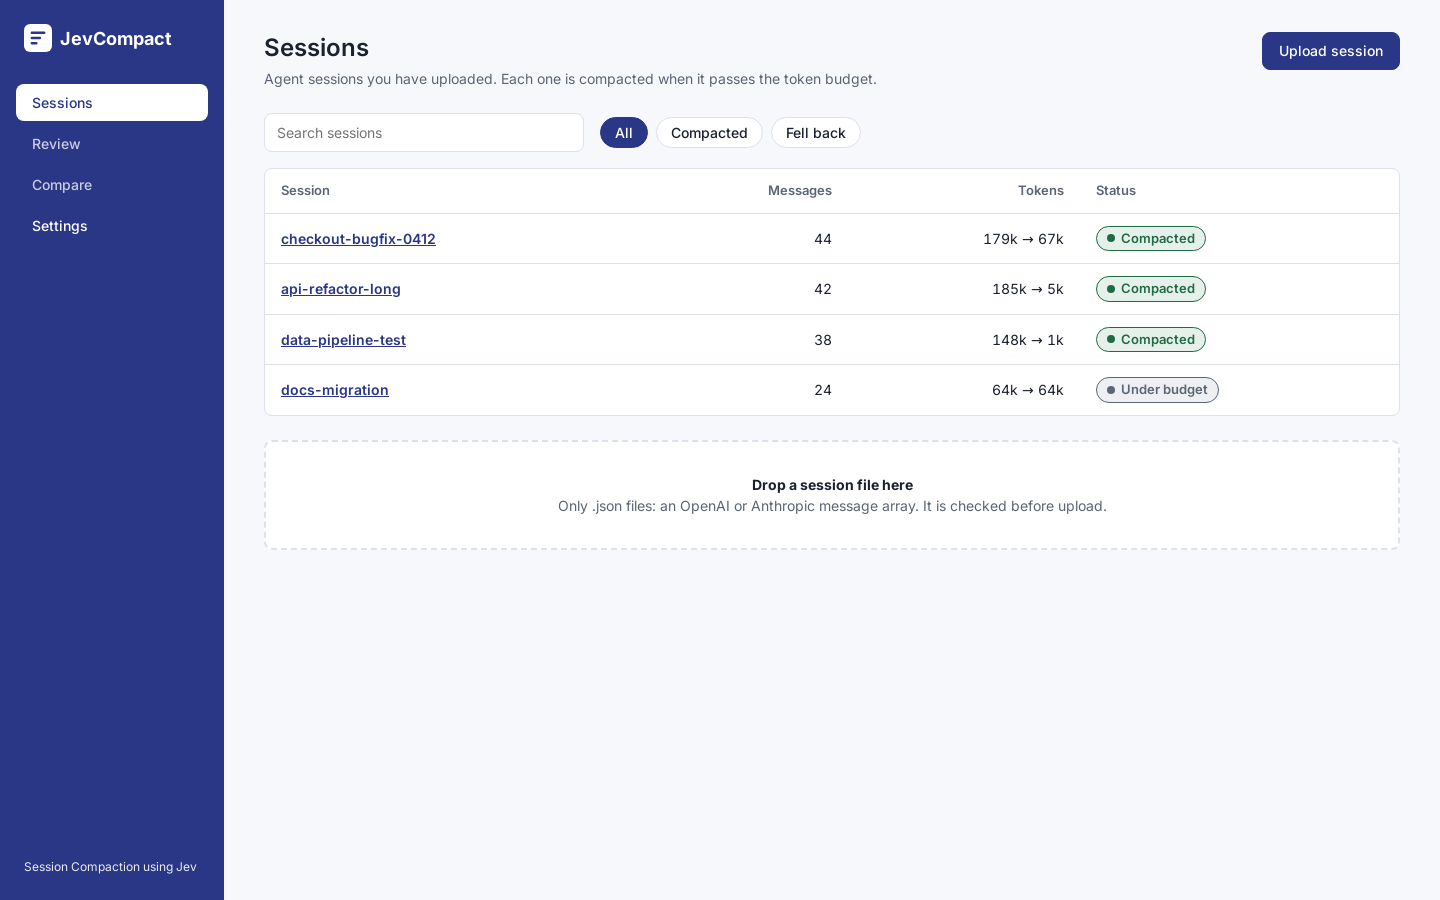 JevCompact
Sessions
Review
Compare
Settings
Session Compaction using Jev
Sessions
Agent sessions you have uploaded. Each one is compacted when it passes the token budget.
Upload session
Search sessions
All Compacted Fell back
Session Messages Tokens Status
checkout-bugfix-0412 44 179k → 67k Compacted
api-refactor-long 42 185k → 5k Compacted
data-pipeline-test 38 148k → 1k Compacted
docs-migration 24 64k → 64k Under budget
Drop a session file here
Only .json files: an OpenAI or Anthropic message array. It is checked before upload.